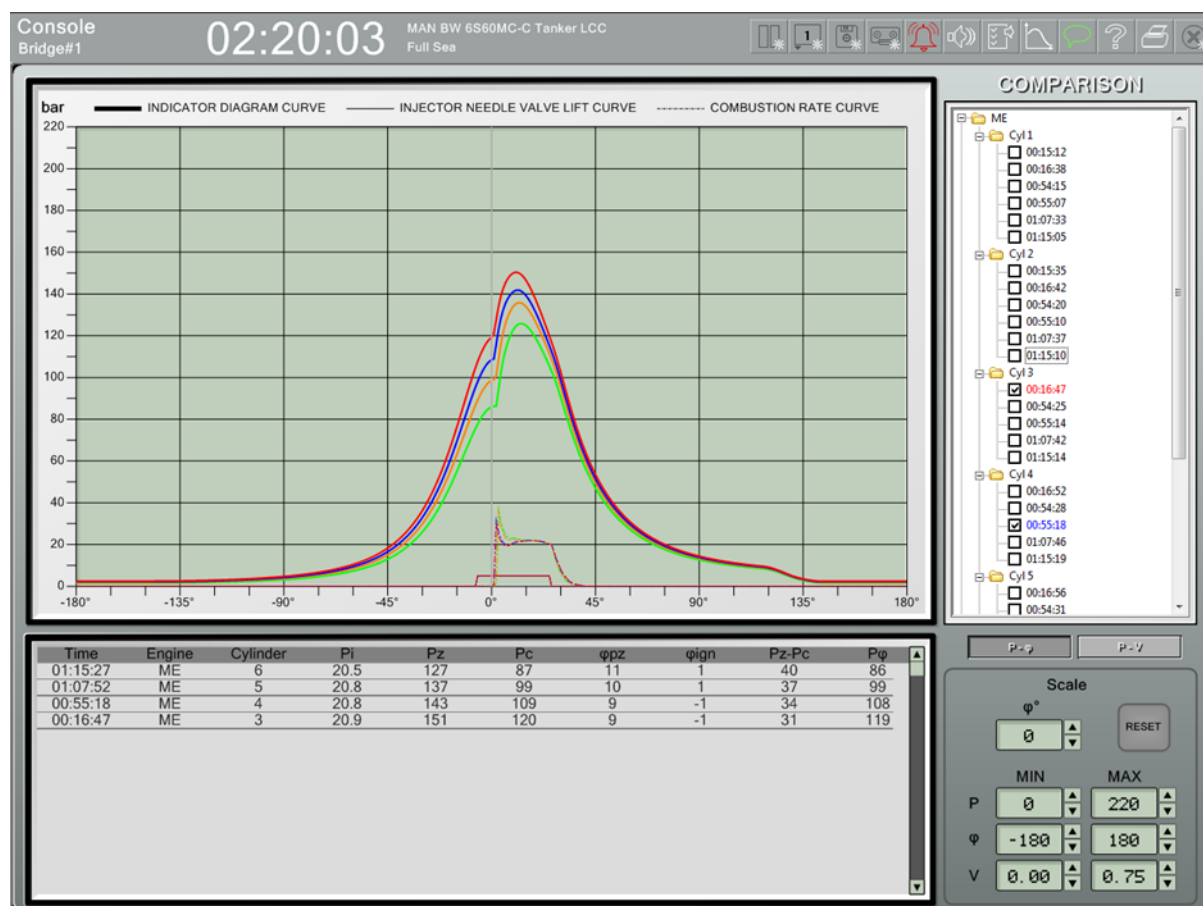 Console
Bridge#1
02:20:03
MAN BW 6S60MC-C Tanker LCC
Full Sea
1
bar
INDICATOR DIAGRAM CURVE
INJECTOR NEEDLE VALVE LIFT CURVE
COMBUSTION RATE CURVE
220
200
180
160
140
120
100
80
60
40
20
0
-180° -135° -90° -45° 0° 45° 90° 135° 180°
COMPARISON
ME
Cyl 1
00:15:12
00:16:38
00:54:15
00:55:07
01:07:33
01:15:05
Cyl 2
00:15:35
00:16:42
00:54:20
00:55:10
01:07:37
01:15:10
Cyl 3
00:16:47
00:54:25
00:55:14
01:07:42
01:15:14
Cyl 4
00:16:52
00:54:28
00:55:18
01:07:46
01:15:19
Cyl 5
00:16:56
00:54:31
Time Engine Cylinder Pi Pz Pc φpz φign Pz-Pc Pφ
01:15:27 ME 6 20.5 127 87 11 1 40 86
01:07:52 ME 5 20.8 137 99 10 1 37 99
00:55:18 ME 4 20.8 143 109 9 -1 34 108
00:16:47 ME 3 20.9 151 120 9 -1 31 119
P-φ P-V
Scale
φ°
0 RESET
MIN MAX
P 0 220
φ -180 180
V 0.00 0.75